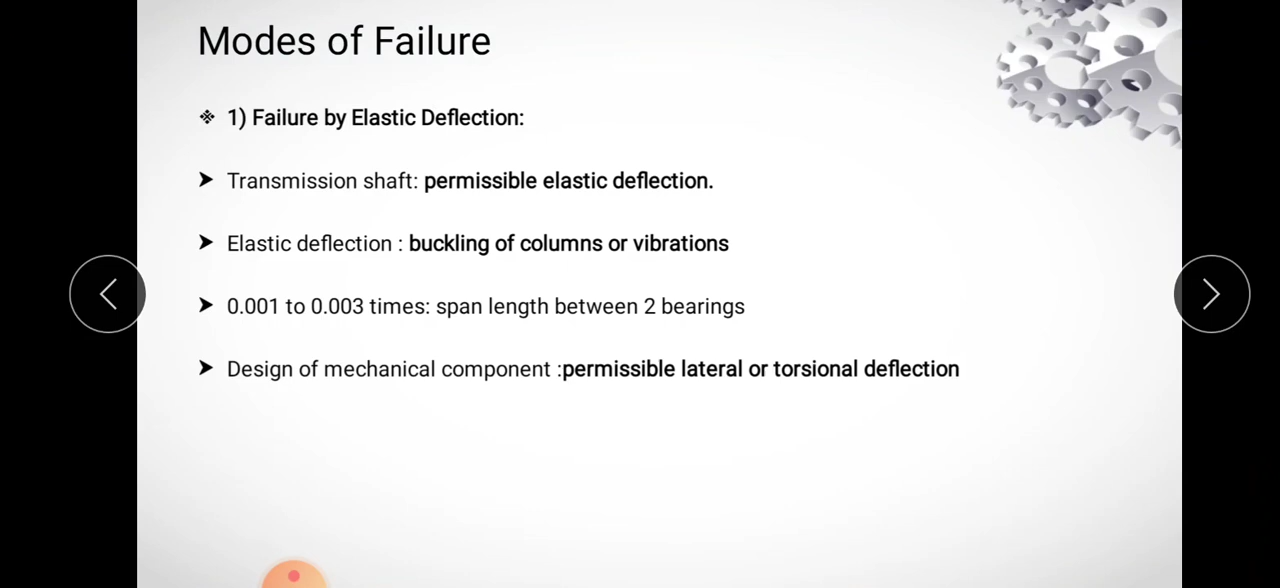 Modes of Failure
❖ 1) Failure by Elastic Deflection:
➤ Transmission shaft: permissible elastic deflection.
➤ Elastic deflection : buckling of columns or vibrations
➤ 0.001 to 0.003 times: span length between 2 bearings
➤ Design of mechanical component :permissible lateral or torsional deflection